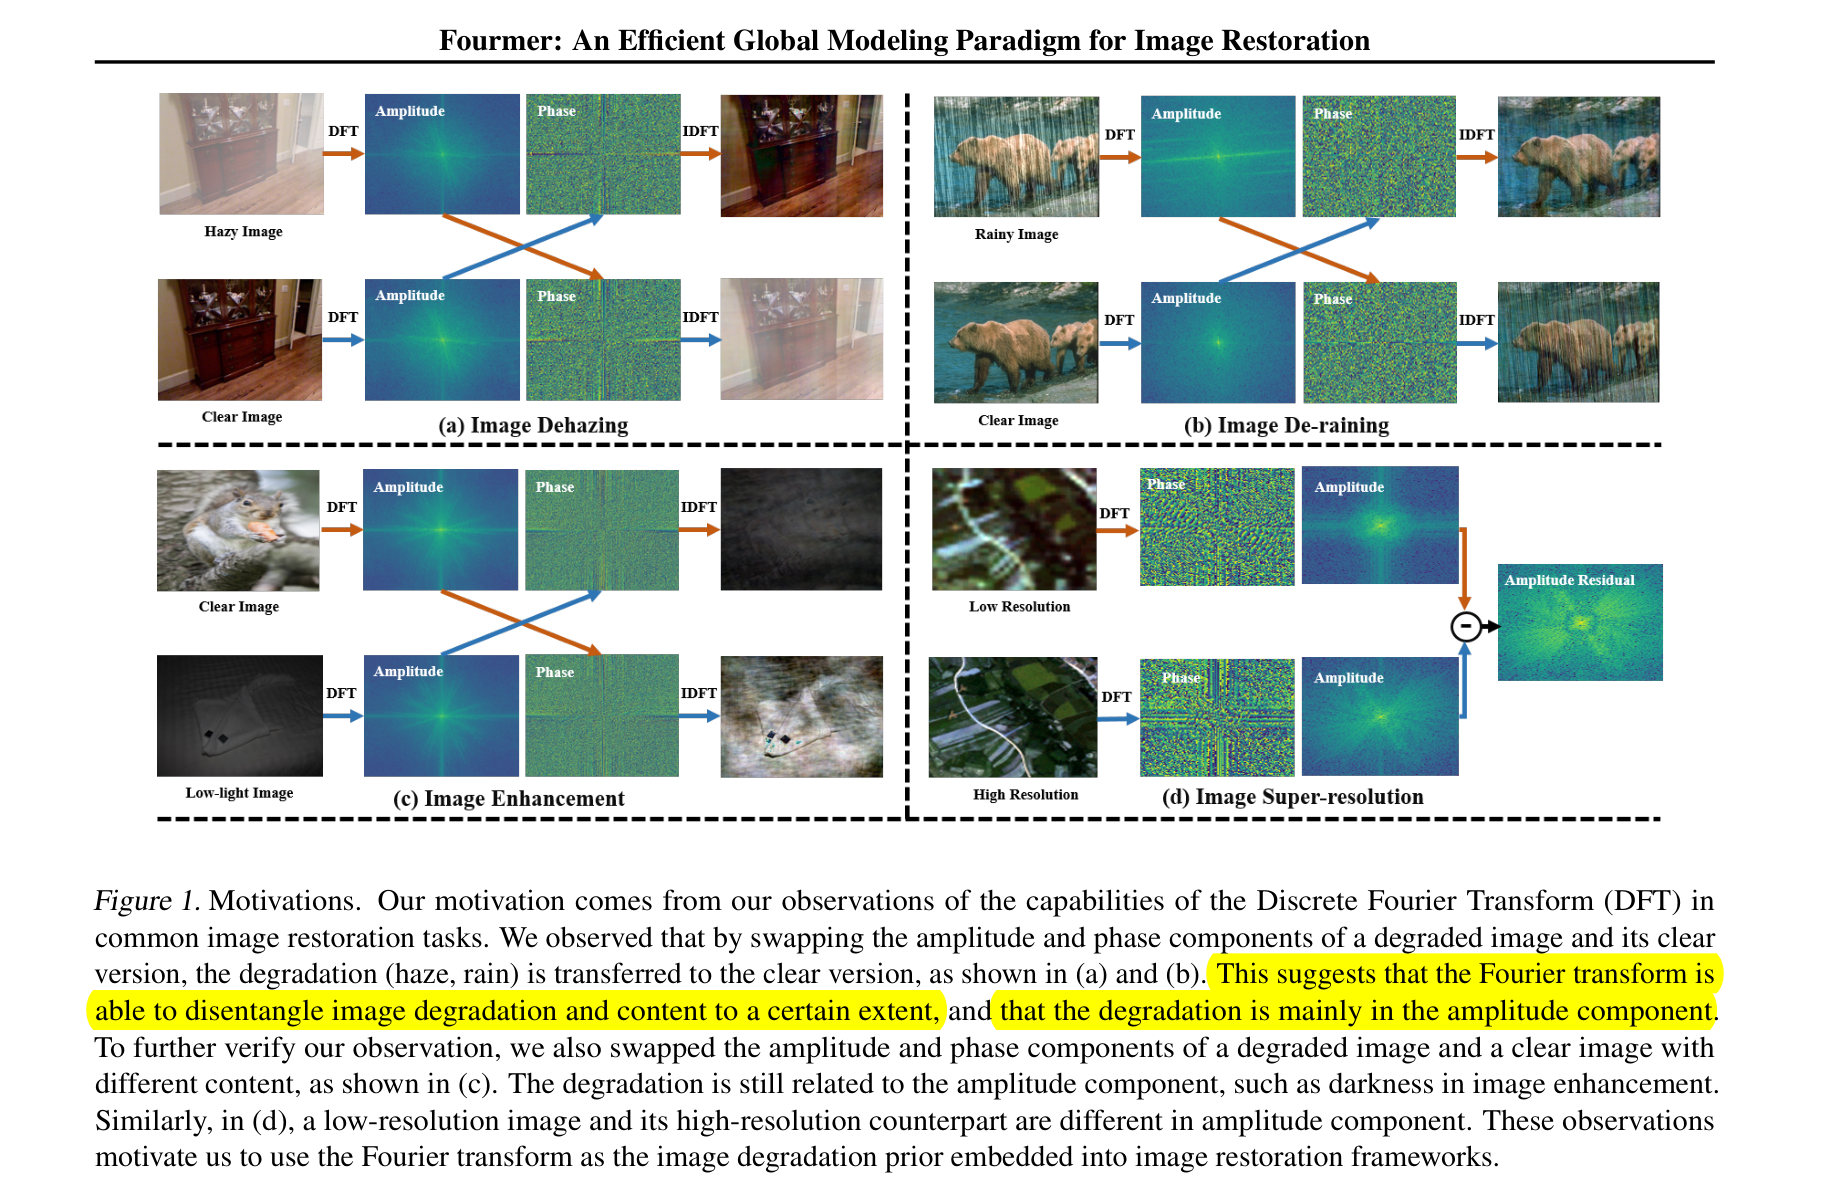 Fourmer: An Efficient Global Modeling Paradigm for Image Restoration
Amplitude
Phase
DFT
IDFT
Hazy Image
Amplitude
Phase
DFT
IDFT
Clear Image
(a) Image Dehazing
Amplitude
Phase
DFT
IDFT
Rainy Image
Amplitude
Phase
DFT
IDFT
Clear Image
(b) Image De-raining
Amplitude
Phase
DFT
IDFT
Clear Image
Amplitude
Phase
DFT
IDFT
Low-light Image
(c) Image Enhancement
Phase
Amplitude
DFT
Low Resolution
Amplitude Residual
Phase
Amplitude
DFT
High Resolution
(d) Image Super-resolution
Figure 1. Motivations. Our motivation comes from our observations of the capabilities of the Discrete Fourier Transform (DFT) in
common image restoration tasks. We observed that by swapping the amplitude and phase components of a degraded image and its clear
version, the degradation (haze, rain) is transferred to the clear version, as shown in (a) and (b). This suggests that the Fourier transform is
able to disentangle image degradation and content to a certain extent, and that the degradation is mainly in the amplitude component.
To further verify our observation, we also swapped the amplitude and phase components of a degraded image and a clear image with
different content, as shown in (c). The degradation is still related to the amplitude component, such as darkness in image enhancement.
Similarly, in (d), a low-resolution image and its high-resolution counterpart are different in amplitude component. These observations
motivate us to use the Fourier transform as the image degradation prior embedded into image restoration frameworks.